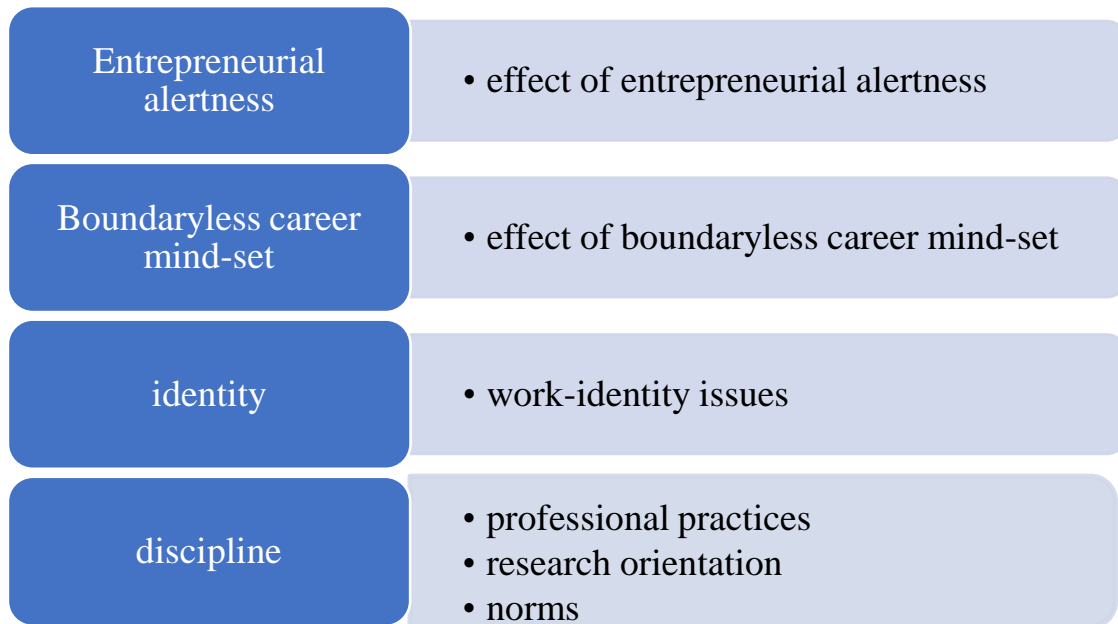 Entrepreneurial
alertness
• effect of entrepreneurial alertness
Boundaryless career
mind-set
• effect of boundaryless career mind-set
identity
• work-identity issues
discipline
• professional practices
• research orientation
• norms